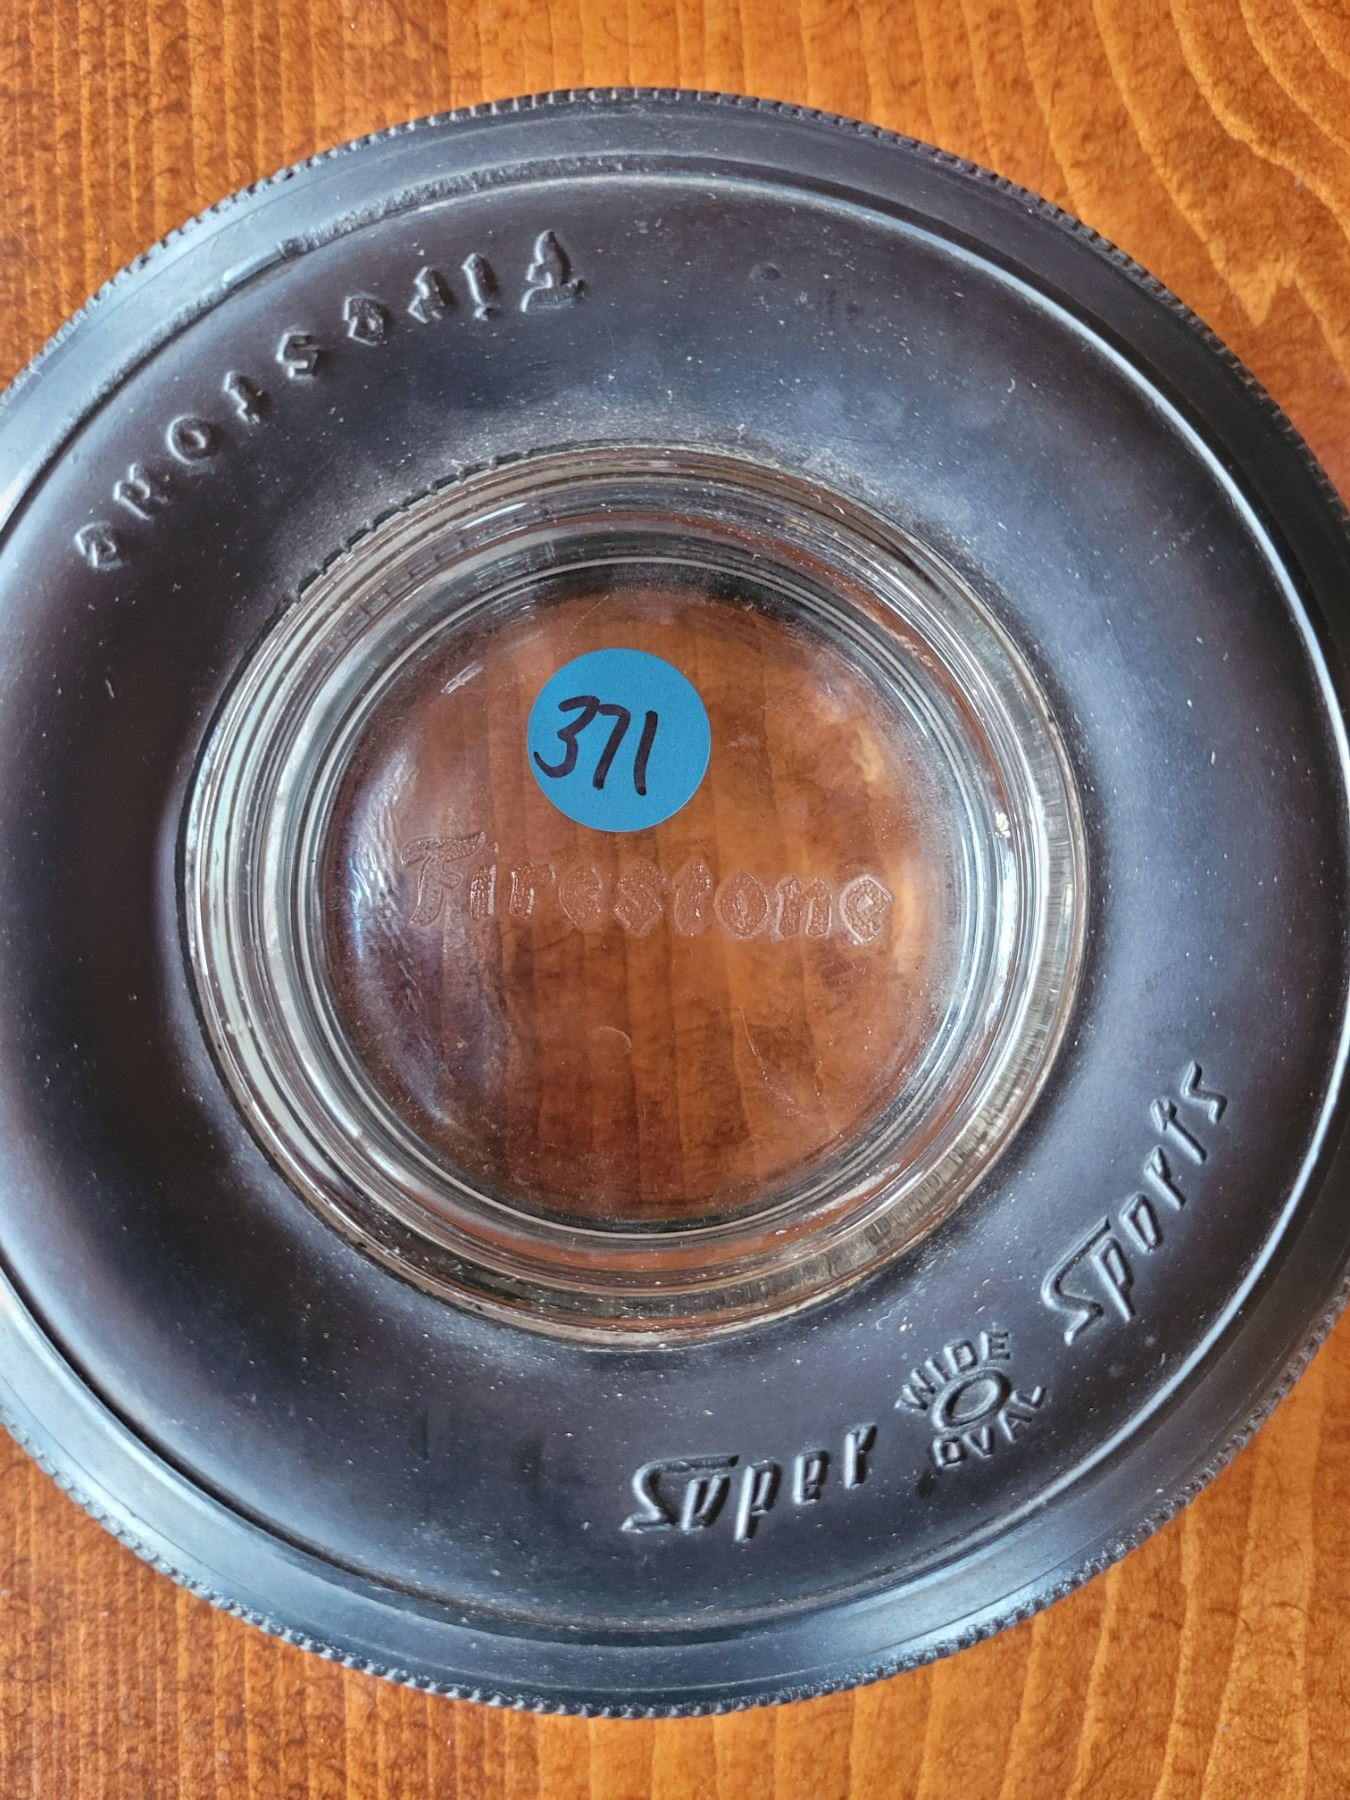 Firestone
371
Firestone
Super WIDE OVAL Sports